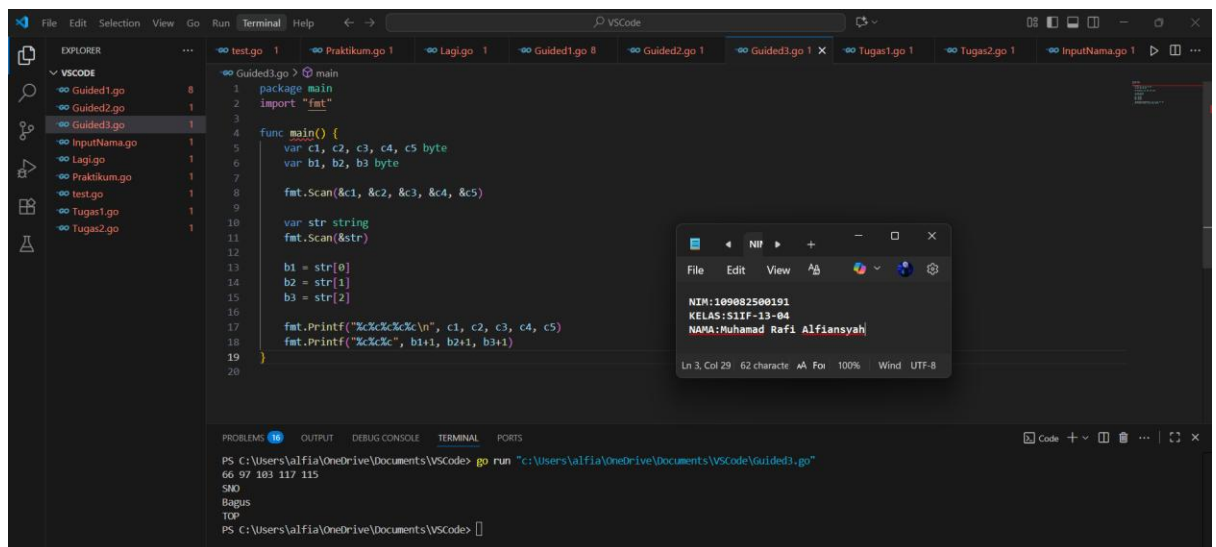 File Edit Selection View Go Run Terminal Help
VSCode
EXPLORER
test.go 1 Praktikum.go 1 Lagi.go 1 Guided1.go 8 Guided2.go 1 Guided3.go 1 Tugas1.go 1 Tugas2.go 1 InputNama.go 1
VSCODE
Guided1.go 8
Guided2.go 1
Guided3.go 1
InputNama.go 1
Lagi.go 1
Praktikum.go 1
test.go 1
Tugas1.go 1
Tugas2.go 1
Guided3.go > main
1 package main
2 import "fmt"
3
4 func main() {
5 var c1, c2, c3, c4, c5 byte
6 var b1, b2, b3 byte
7
8 fmt.Scan(&c1, &c2, &c3, &c4, &c5)
9
10 var str string
11 fmt.Scan(&str)
12
13 b1 = str[0]
14 b2 = str[1]
15 b3 = str[2]
16
17 fmt.Printf("%c%c%c%c%c\n", c1, c2, c3, c4, c5)
18 fmt.Printf("%c%c%c", b1+1, b2+1, b3+1)
19 }
20
NIM
File Edit View
NIM:109082500191
KELAS:S1IF-13-04
NAMA:Muhamad Rafi Alfiansyah
Ln 3, Col 29 62 characte For 100% Wind UTF-8
PROBLEMS 16 OUTPUT DEBUG CONSOLE TERMINAL PORTS
Code
PS C:\Users\alfia\OneDrive\Documents\VSCode> go run "c:\Users\alfia\OneDrive\Documents\VSCode\Guided3.go"
66 97 103 117 115
SNO
Bagus
TOP
PS C:\Users\alfia\OneDrive\Documents\VSCode>